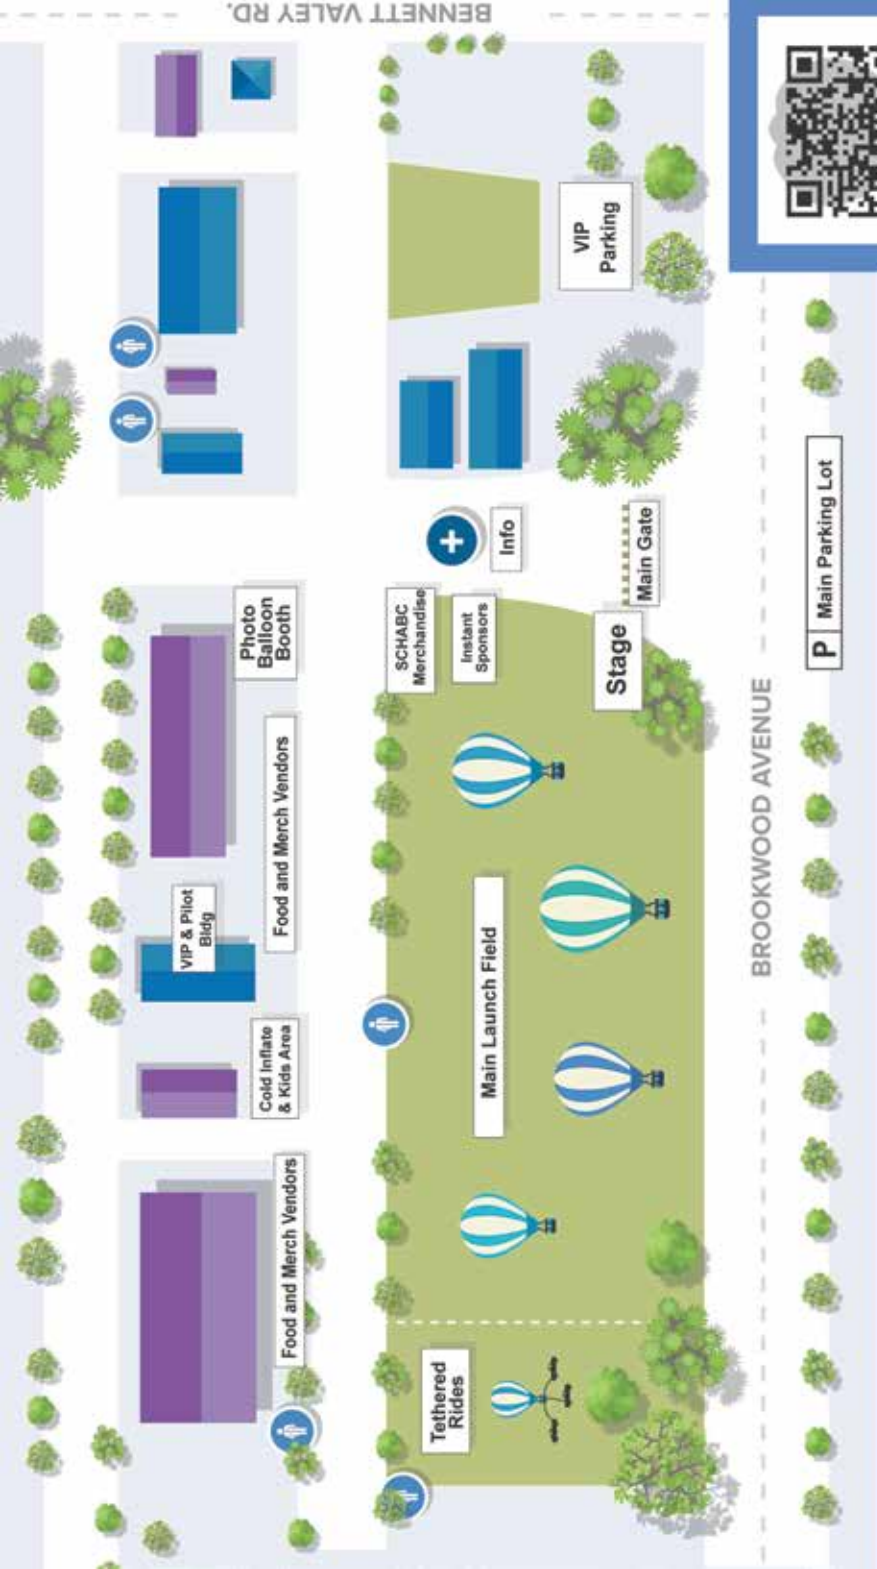 BENNETT VALEY RD.
VIP
Parking
P Main Parking Lot
Info
Main Gate
SCHABC
Merchandise
Instant
Sponsors
Stage
Photo
Balloon
Booth
Food and Merch Vendors
VIP & Pilot
Bldg
Main Launch Field
BROOKWOOD AVENUE
Cold Inflate
& Kids Area
Food and Merch Vendors
Tethered
Rides